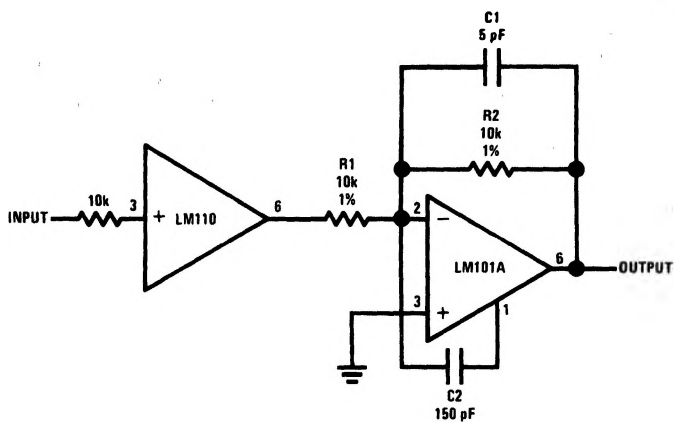 C1
5 pF
R2
10k
1%
R1
10k
1%
10k
INPUT
3
+
LM110
6
2
−
LM101A
6
OUTPUT
3
+
1
C2
150 pF